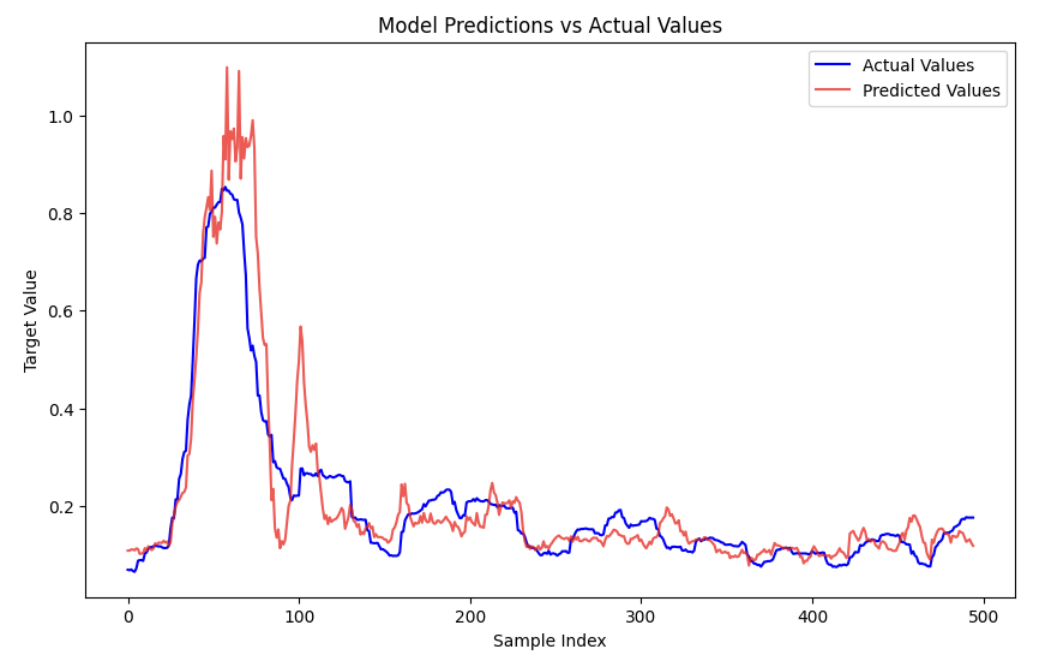 Model Predictions vs Actual Values
Actual Values
Predicted Values
Target Value
1.0
0.8
0.6
0.4
0.2
0 100 200 300 400 500
Sample Index